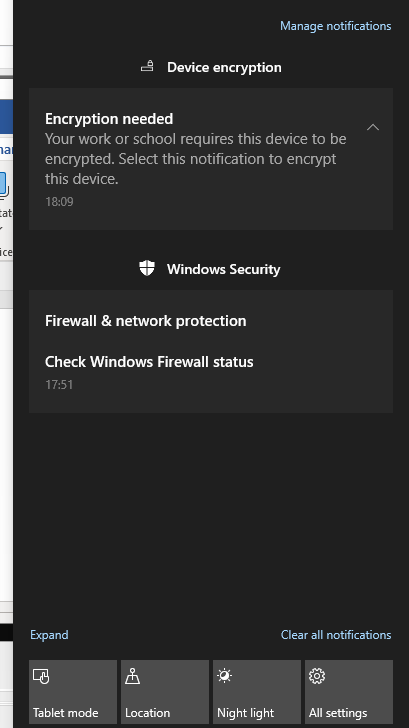 Manage notifications
Device encryption
Encryption needed
Your work or school requires this device to be
encrypted. Select this notification to encrypt
this device.
18:09
Windows Security
Firewall & network protection
Check Windows Firewall status
17:51
Expand
Clear all notifications
Tablet mode
Location
Night light
All settings